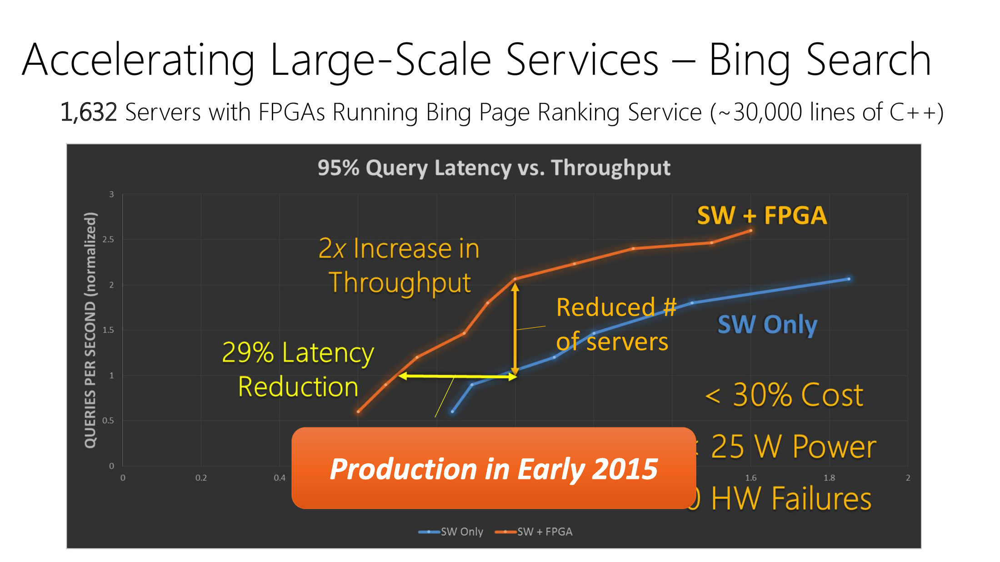 Accelerating Large-Scale Services – Bing Search
1,632 Servers with FPGAs Running Bing Page Ranking Service (~30,000 lines of C++)
95% Query Latency vs. Throughput
QUERIES PER SECOND (normalized)
3
2.5
2
1.5
1
0.5
0
SW + FPGA
2x Increase in
Throughput
Reduced #
of servers
SW Only
29% Latency
Reduction
< 30% Cost
< 25 W Power
0 HW Failures
Production in Early 2015
0
0.2
0.4
1.6
1.8
2
SW Only
SW + FPGA